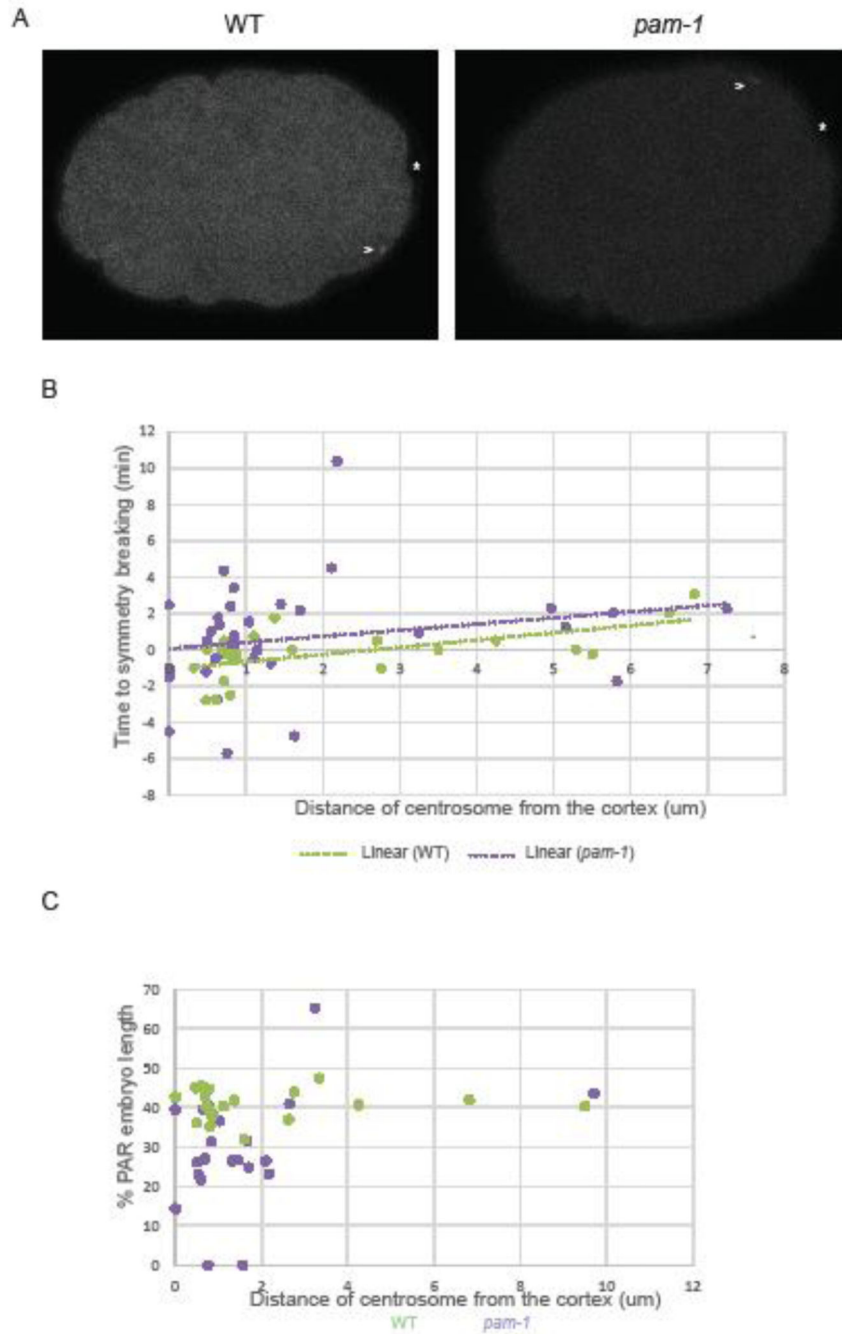 A
WT
pam-1
>
*
>
*
B
Time to symmetry breaking (min)
12
10
8
6
4
2
0
-2
-4
-6
-8
1
2
3
4
5
6
7
8
Distance of centrosome from the cortex (um)
Linear (WT)
Linear (pam-1)
C
% PAR embryo length
70
60
50
40
30
20
10
0
0
2
4
6
8
10
12
Distance of centrosome from the cortex (um)
WT
pam-1